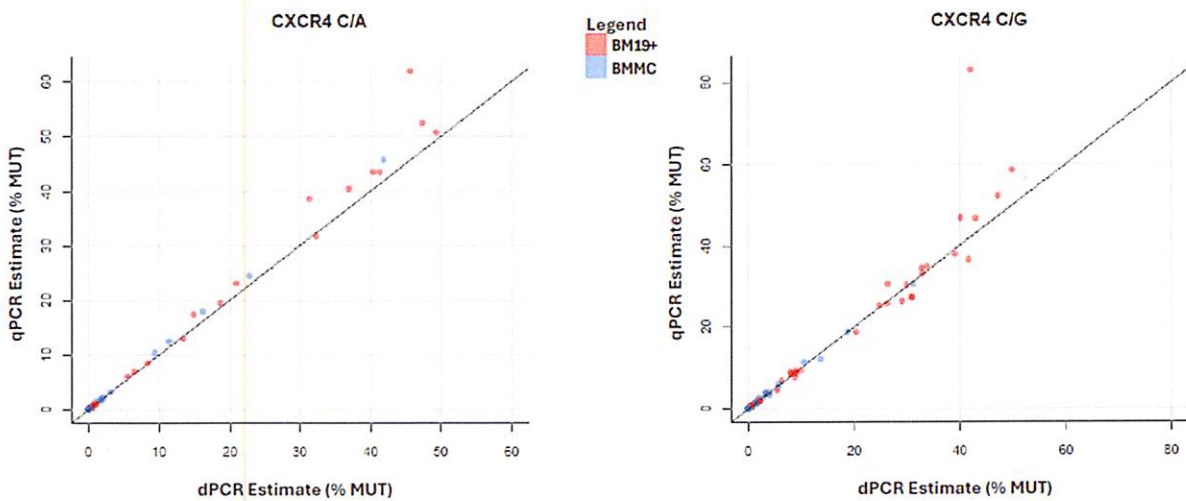 CXCR4 C/A
qPCR Estimate (% MUT)
60
50
40
30
20
10
0
0 10 20 30 40 50 60
dPCR Estimate (% MUT)
Legend
BM19+
BMMC
CXCR4 C/G
qPCR Estimate (% MUT)
80
60
40
20
0
0 20 40 60 80
dPCR Estimate (% MUT)